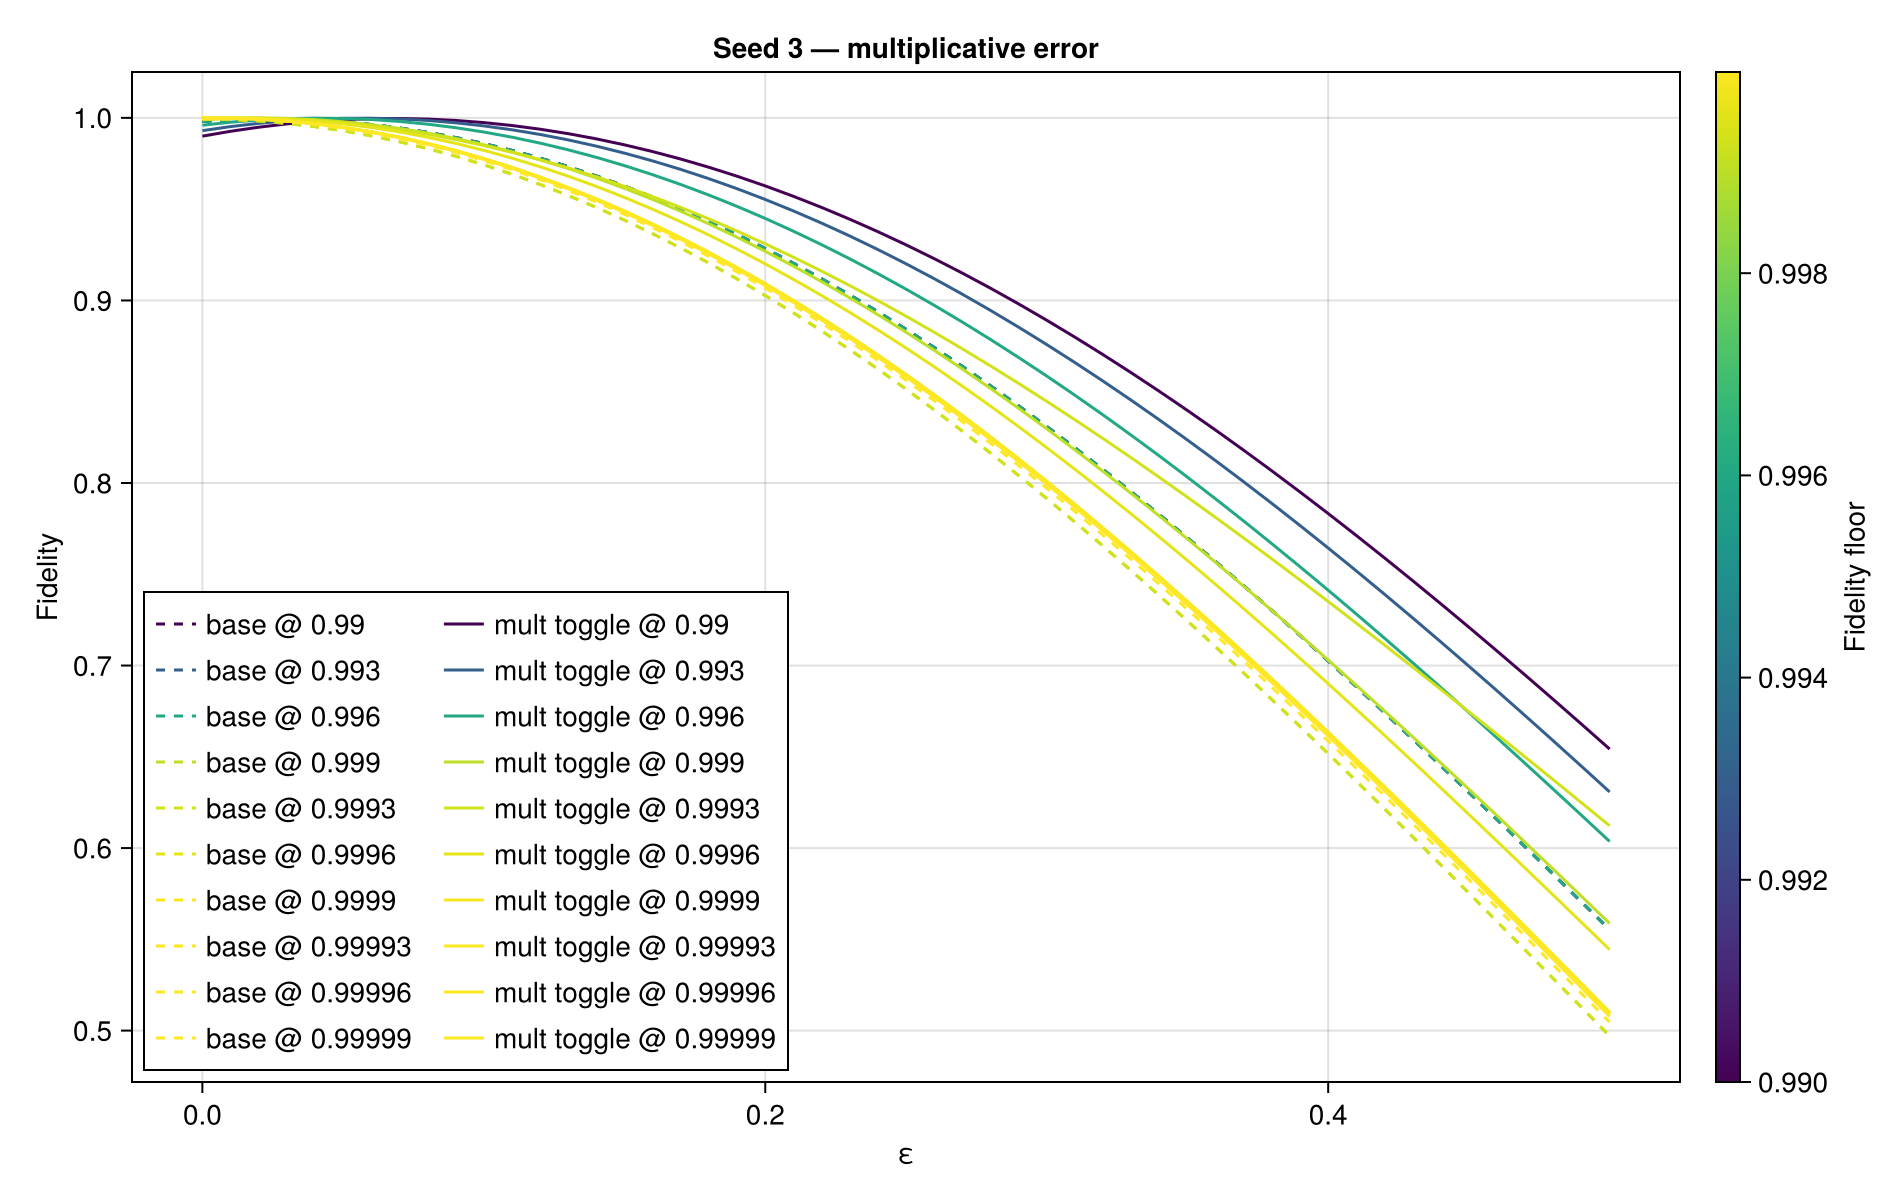 Seed 3 — multiplicative error
Fidelity
1.0
0.9
0.8
0.7
0.6
0.5
0.0
0.2
0.4
ε
base @ 0.99
base @ 0.993
base @ 0.996
base @ 0.999
base @ 0.9993
base @ 0.9996
base @ 0.9999
base @ 0.99993
base @ 0.99996
base @ 0.99999
mult toggle @ 0.99
mult toggle @ 0.993
mult toggle @ 0.996
mult toggle @ 0.999
mult toggle @ 0.9993
mult toggle @ 0.9996
mult toggle @ 0.9999
mult toggle @ 0.99993
mult toggle @ 0.99996
mult toggle @ 0.99999
0.998
0.996
0.994
0.992
0.990
Fidelity floor